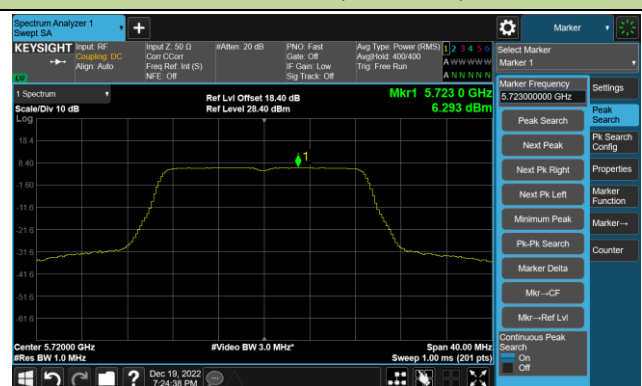 Spectrum Analyzer 1
Swept SA
Marker
KEYSIGHT
Input: RF
Coupling: DC
Align: Auto
Input Z: 50 Ω
Corr CCorr
Freq Ref: Int (S)
NFE: Off
#Atten: 20 dB
PNO: Fast
Gate: Off
IF Gain: Low
Sig Track: Off
Avg Type: Power (RMS)
Avg|Hold: 400/400
Trig: Free Run
1 2 3 4 5 6
A W W W W W
A N N N N N
LXI
1 Spectrum
Scale/Div 10 dB
Log
Ref Lvl Offset 18.40 dB
Ref Level 28.40 dBm
Mkr1 5.723 0 GHz
6.293 dBm
1
18.4
8.40
-1.60
-11.6
-21.6
-31.6
-41.6
-51.6
-61.6
Center 5.72000 GHz
#Res BW 1.0 MHz
#Video BW 3.0 MHz*
Span 40.00 MHz
Sweep 1.00 ms (201 pts)
Dec 19, 2022
7:24:38 PM
Select Marker
Marker 1
Marker Frequency
5.723000000 GHz
Peak Search
Next Peak
Next Pk Right
Next Pk Left
Minimum Peak
Pk-Pk Search
Marker Delta
Mkr→CF
Mkr→Ref Lvl
Continuous Peak
Search
On
Off
Settings
Peak
Search
Pk Search
Config
Properties
Marker
Function
Marker→
Counter